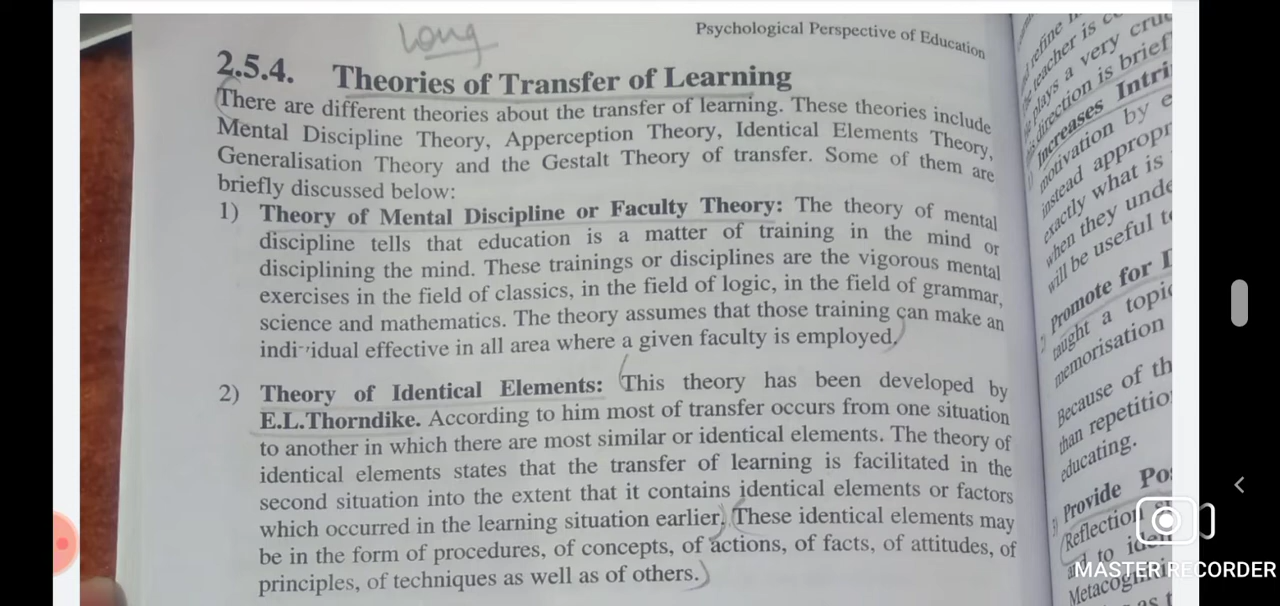 Long
Psychological Perspective of Education
2.5.4. Theories of Transfer of Learning
There are different theories about the transfer of learning. These theories include
Mental Discipline Theory, Apperception Theory, Identical Elements Theory,
Generalisation Theory and the Gestalt Theory of transfer. Some of them are
briefly discussed below:
1) Theory of Mental Discipline or Faculty Theory: The theory of mental
discipline tells that education is a matter of training in the mind or
disciplining the mind. These trainings or disciplines are the vigorous mental
exercises in the field of classics, in the field of logic, in the field of grammar,
science and mathematics. The theory assumes that those training can make an
individual effective in all area where a given faculty is employed.
2) Theory of Identical Elements: This theory has been developed by
E.L.Thorndike. According to him most of transfer occurs from one situation
to another in which there are most similar or identical elements. The theory of
identical elements states that the transfer of learning is facilitated in the
second situation into the extent that it contains identical elements or factors
which occurred in the learning situation earlier. These identical elements may
be in the form of procedures, of concepts, of actions, of facts, of attitudes, of
principles, of techniques as well as of others.
refine
teacher is
plays a very
direction is
Increases
motivation by
instead
exactly what is
when they
will be useful
Promote for
taught a
memorisation
Because of
than
educating.
Provide
Reflection
and to
MASTER RECORDER